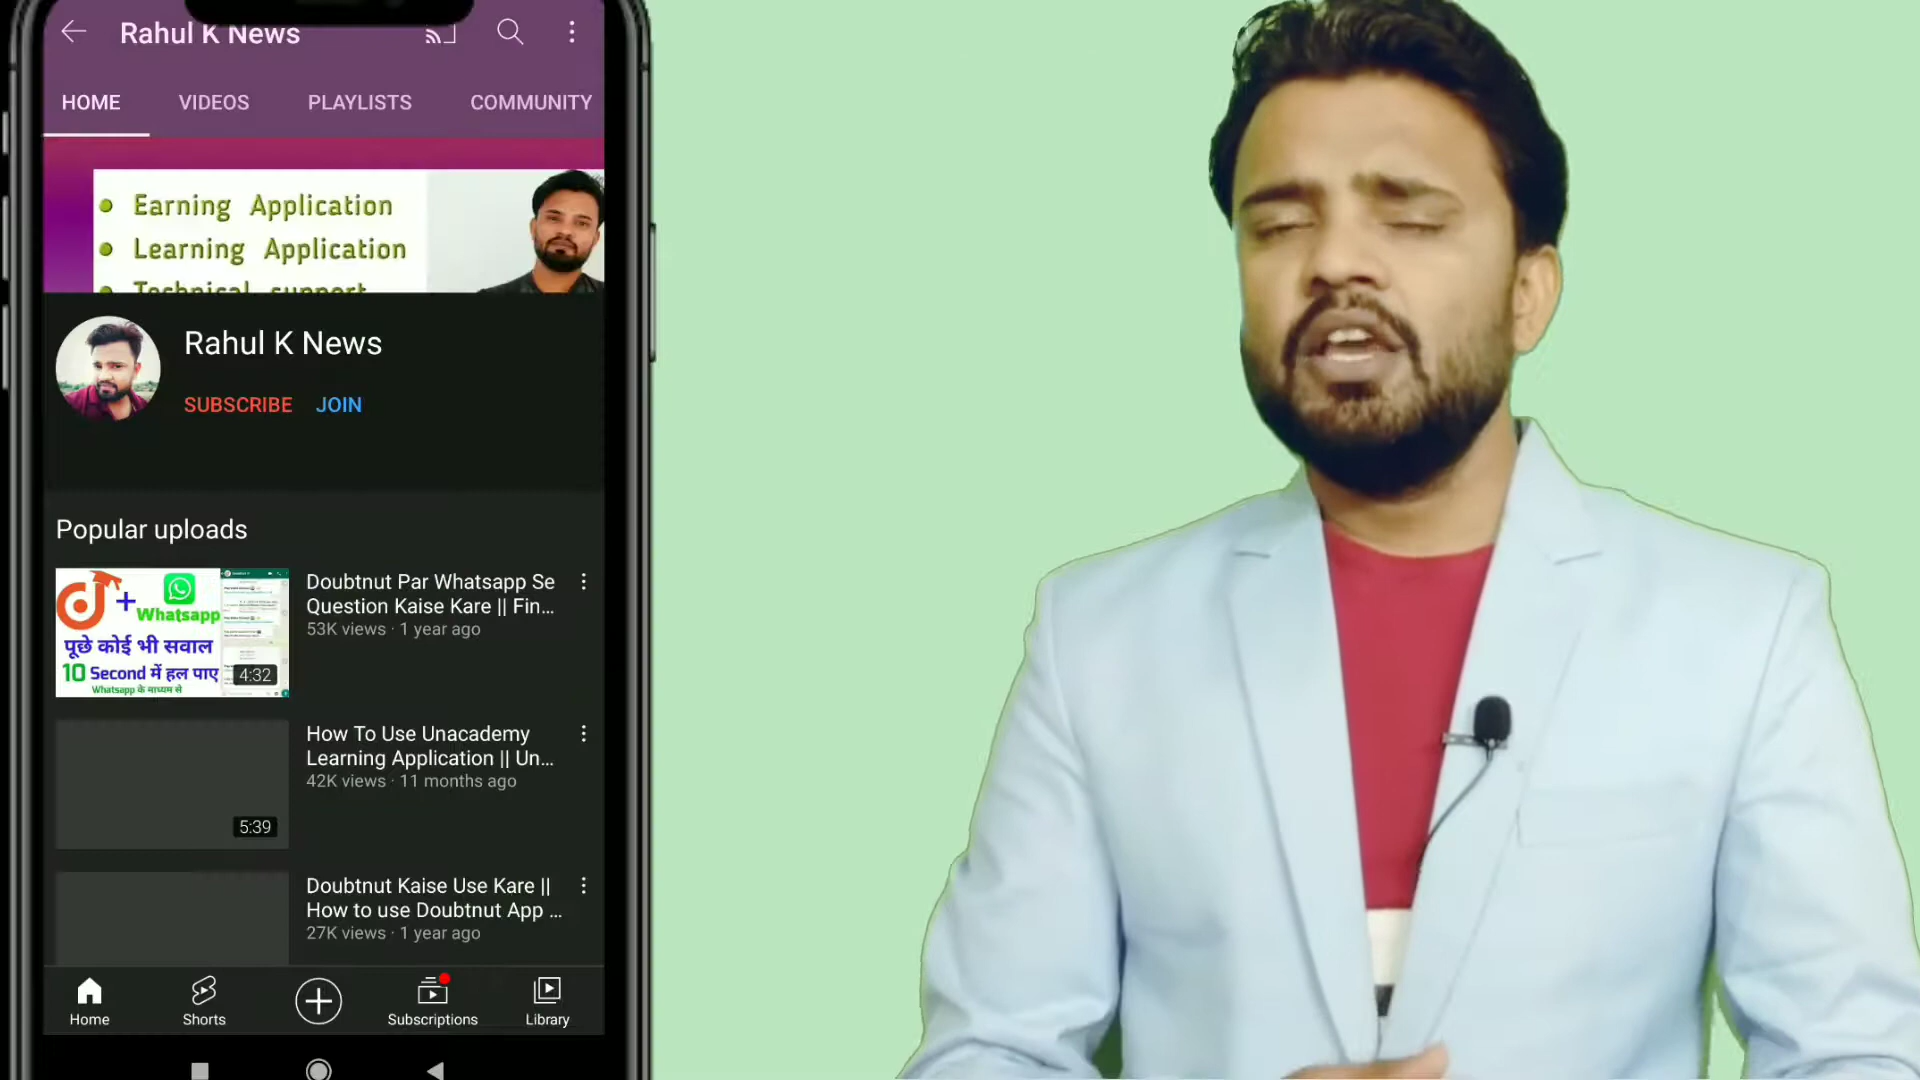 Rahul K News
HOME VIDEOS PLAYLISTS COMMUNITY
Earning Application
Learning Application
Technical support
Rahul K News
SUBSCRIBE JOIN
Popular uploads
+ Whatsapp
पूछे कोई भी सवाल
10 Second में हल पाए
Whatsapp के माध्यम से
4:32
Doubtnut Par Whatsapp Se
Question Kaise Kare || Fin...
53K views · 1 year ago
5:39
How To Use Unacademy
Learning Application || Un...
42K views · 11 months ago
Doubtnut Kaise Use Kare ||
How to use Doubtnut App ...
27K views · 1 year ago
Home Shorts Subscriptions Library